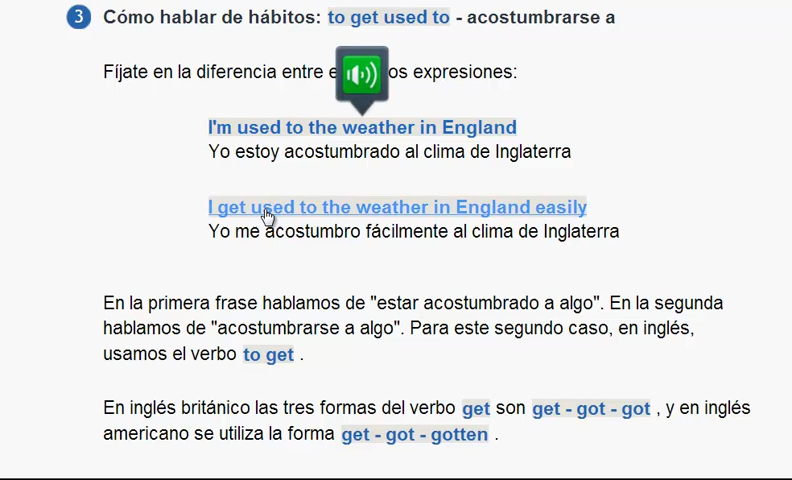 3 Cómo hablar de hábitos: to get used to - acostumbrarse a
Fíjate en la diferencia entre e os expresiones:
I'm used to the weather in England
Yo estoy acostumbrado al clima de Inglaterra
I get used to the weather in England easily
Yo me acostumbro fácilmente al clima de Inglaterra
En la primera frase hablamos de "estar acostumbrado a algo". En la segunda
hablamos de "acostumbrarse a algo". Para este segundo caso, en inglés,
usamos el verbo to get .
En inglés británico las tres formas del verbo get son get - got - got , y en inglés
americano se utiliza la forma get - got - gotten .